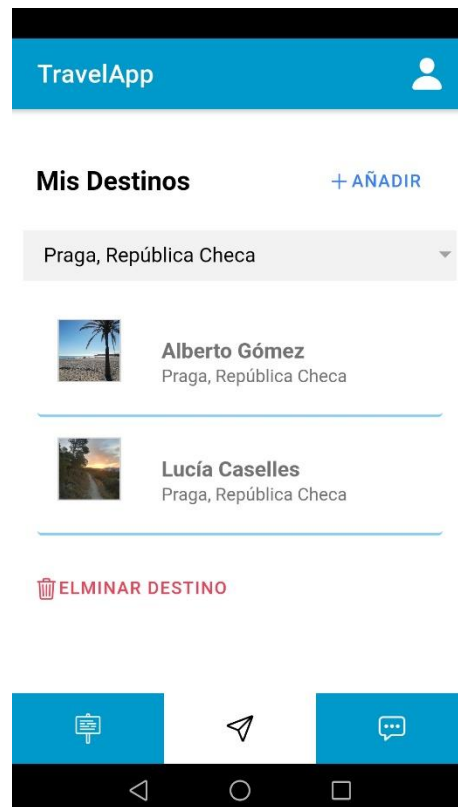 TravelApp
Mis Destinos
+ AÑADIR
Praga, República Checa
Alberto Gómez
Praga, República Checa
Lucía Caselles
Praga, República Checa
ELMINAR DESTINO